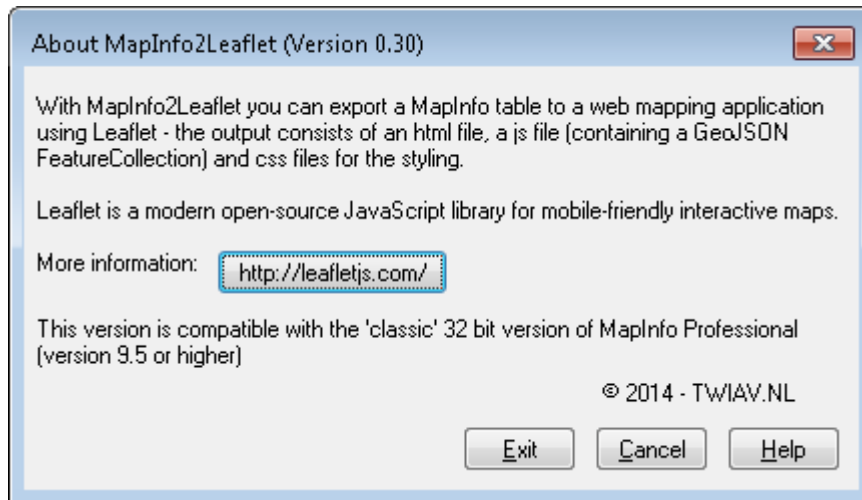 About MapInfo2Leaflet (Version 0.30)
With MapInfo2Leaflet you can export a MapInfo table to a web mapping application
using Leaflet - the output consists of an html file, a js file (containing a GeoJSON
FeatureCollection) and css files for the styling.
Leaflet is a modern open-source JavaScript library for mobile-friendly interactive maps.
More information: http://leafletjs.com/
This version is compatible with the 'classic' 32 bit version of MapInfo Professional
(version 9.5 or higher)
© 2014 - TWIAV.NL
Exit Cancel Help